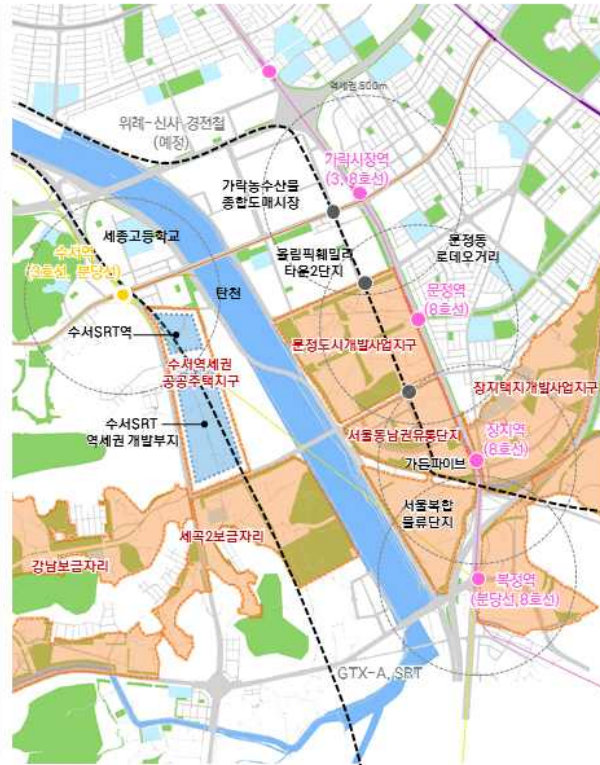 역세권 500m
위례-신사 경전철
(예정)
가락시장역
(3, 8호선)
가락농수산물
종합도매시장
세종고등학교
수서역
(3호선, 분당선)
올림픽훼밀리
타운2단지
문정동
로데오거리
탄천
문정역
(8호선)
수서SRT역
문정도시개발사업지구
수서역세권
공공주택지구
장지택지개발사업지구
수서SRT
역세권 개발부지
서울동남권유통단지
장지역
(8호선)
가든파이브
서울복합
물류단지
세곡2보금자리
강남보금자리
복정역
(분당선,8호선)
GTX-A, SRT